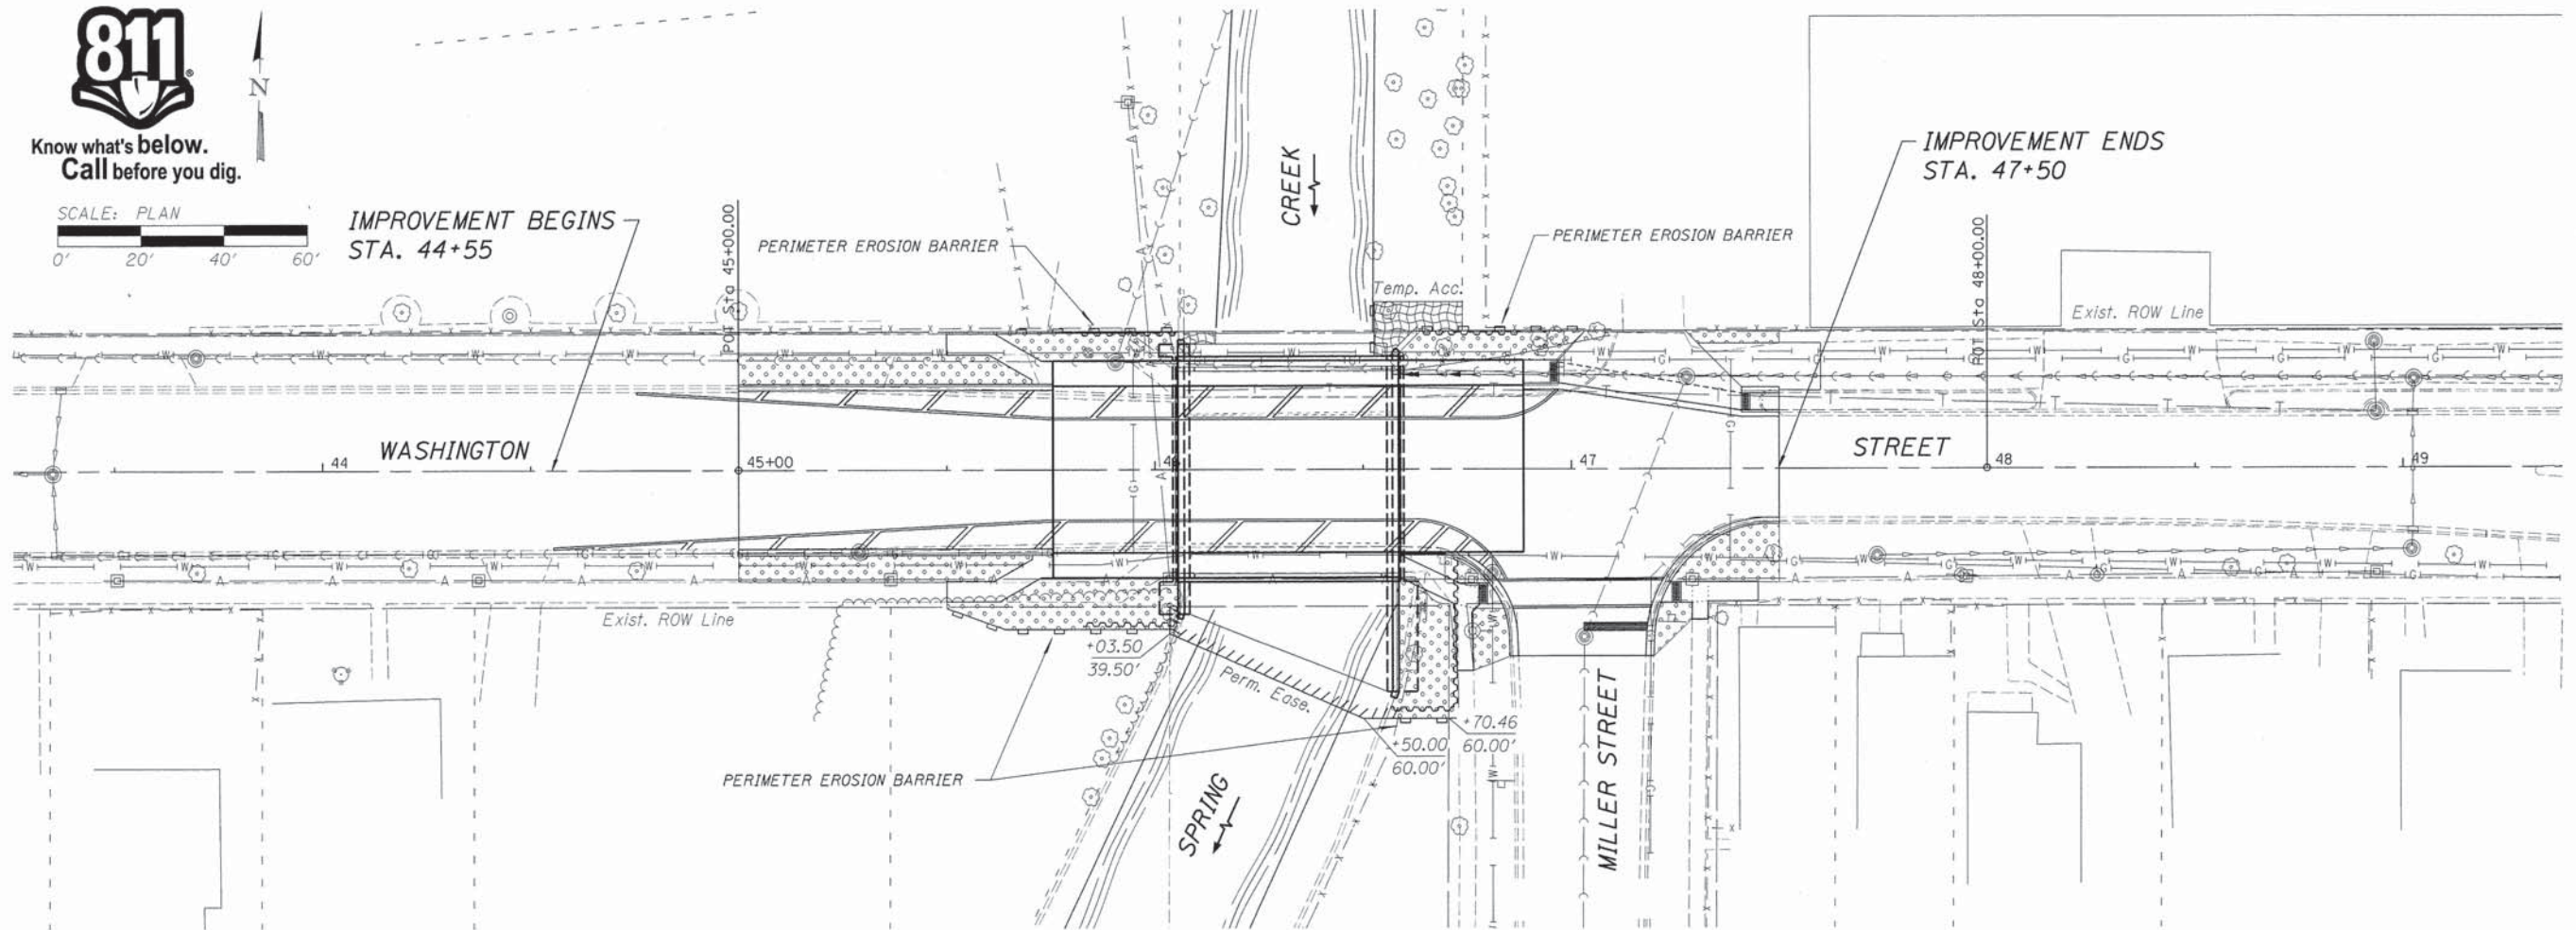 811®
Know what's below.
Call before you dig.
N
SCALE: PLAN
0' 20' 40' 60'
IMPROVEMENT BEGINS
STA. 44+55
POT Sta 45+00.00
PERIMETER EROSION BARRIER
CREEK
Temp. Acc.
PERIMETER EROSION BARRIER
IMPROVEMENT ENDS
STA. 47+50
POT Sta 48+00.00
Exist. ROW Line
WASHINGTON
STREET
44
45+00
47
48
49
Exist. ROW Line
+03.50
39.50'
Perm. Ease.
+70.46
60.00'
+50.00
60.00'
PERIMETER EROSION BARRIER
SPRING
MILLER STREET